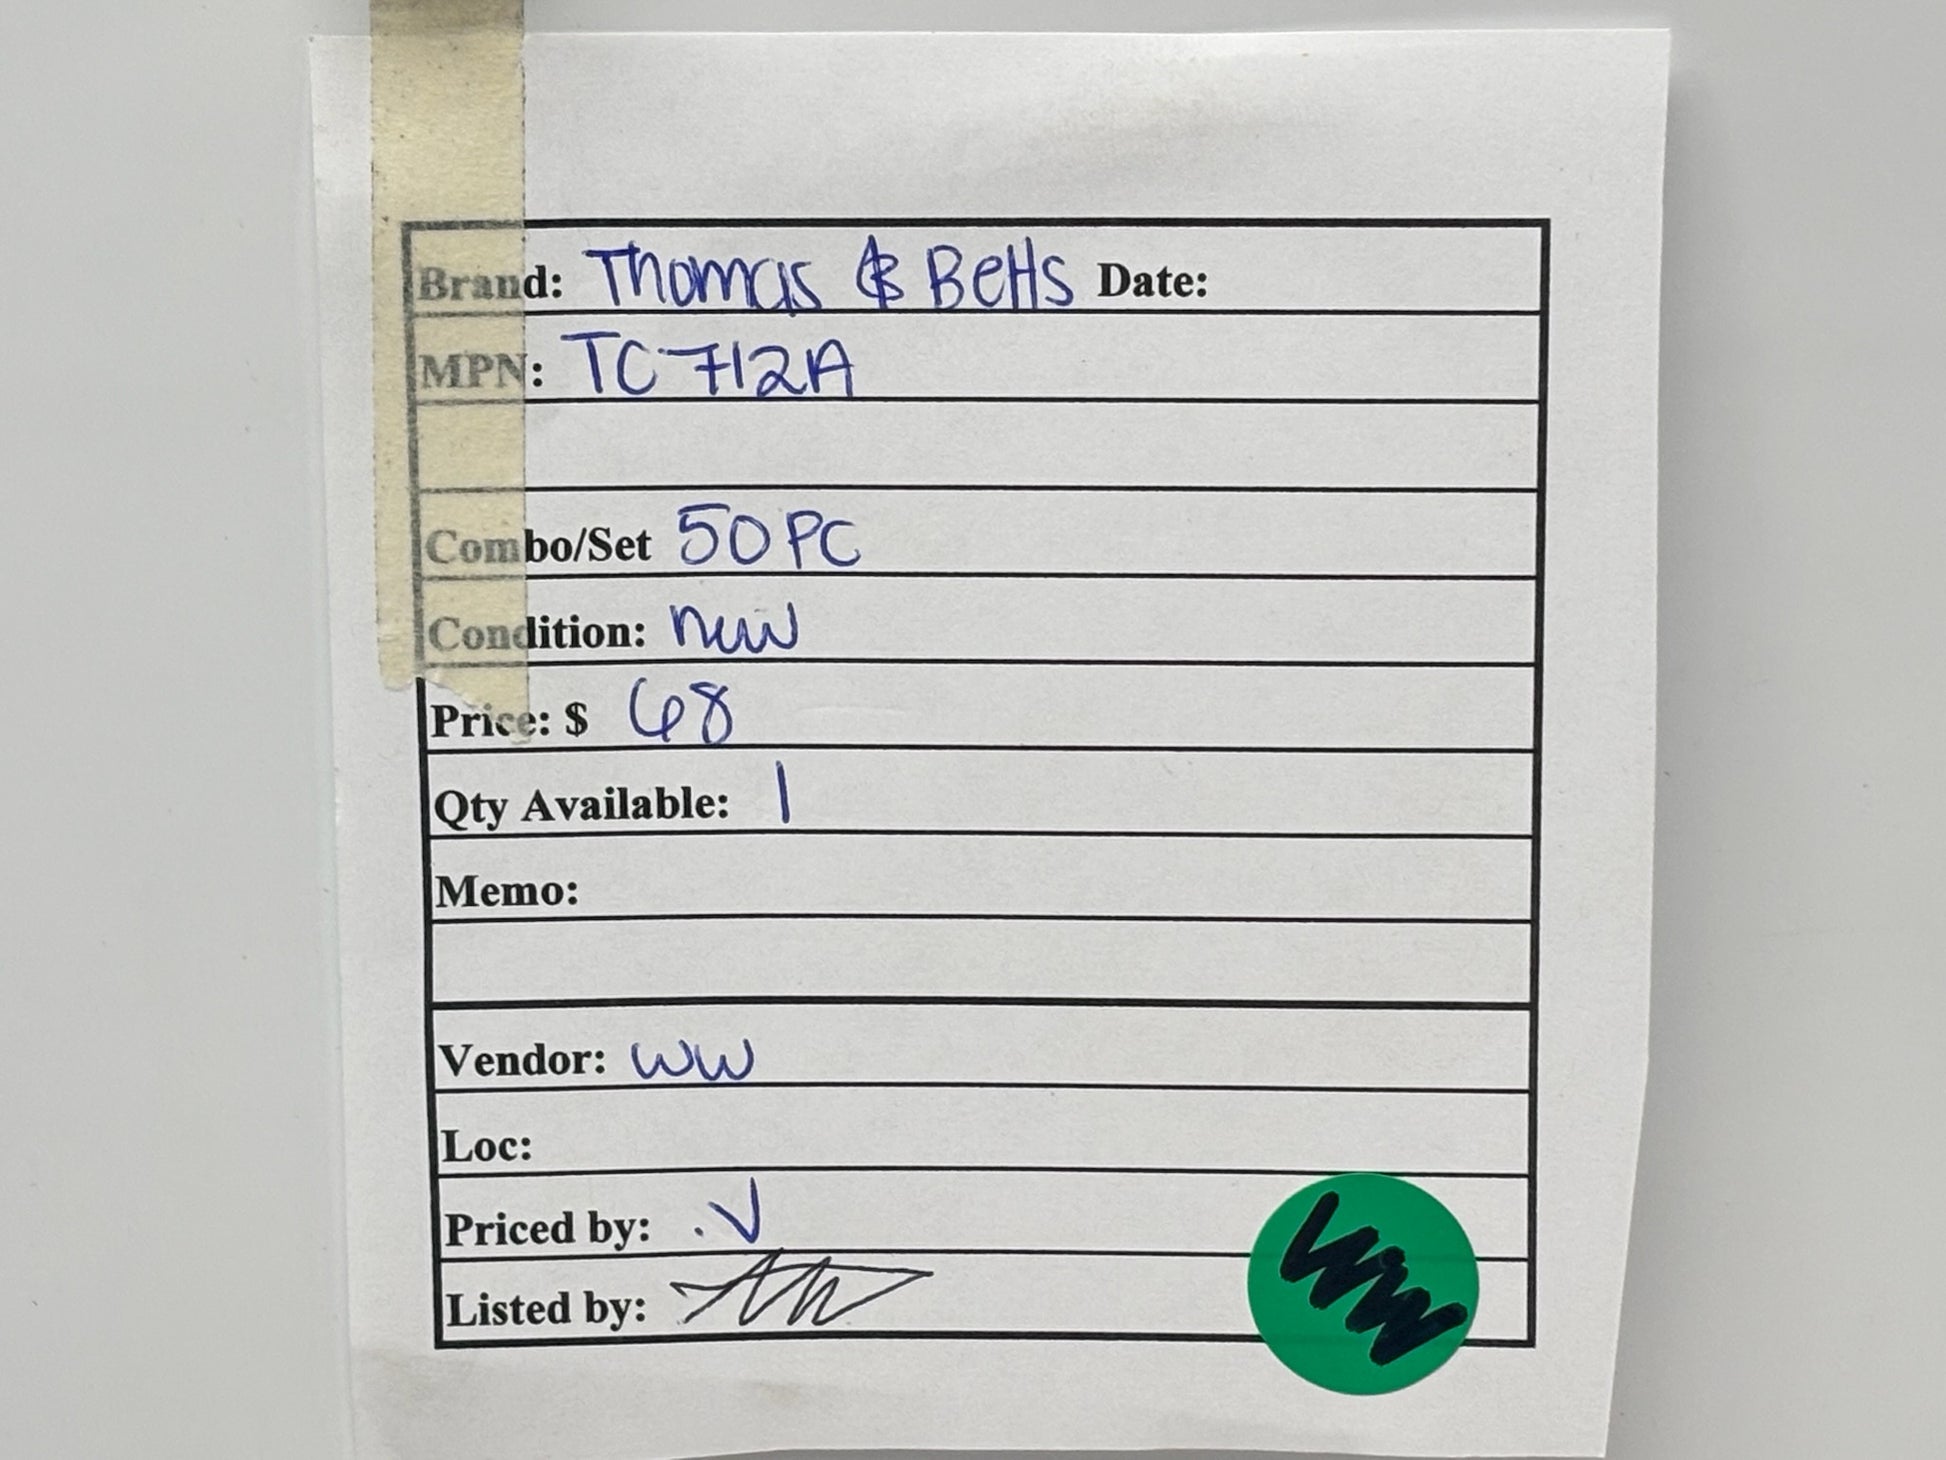 Brand: Thomas & Betts Date:
MPN: TC712A
Combo/Set 50PC
Condition: new
Price: $ 68
Qty Available: 1
Memo:
Vendor: WW
Loc:
Priced by: .V
Listed by:
WW